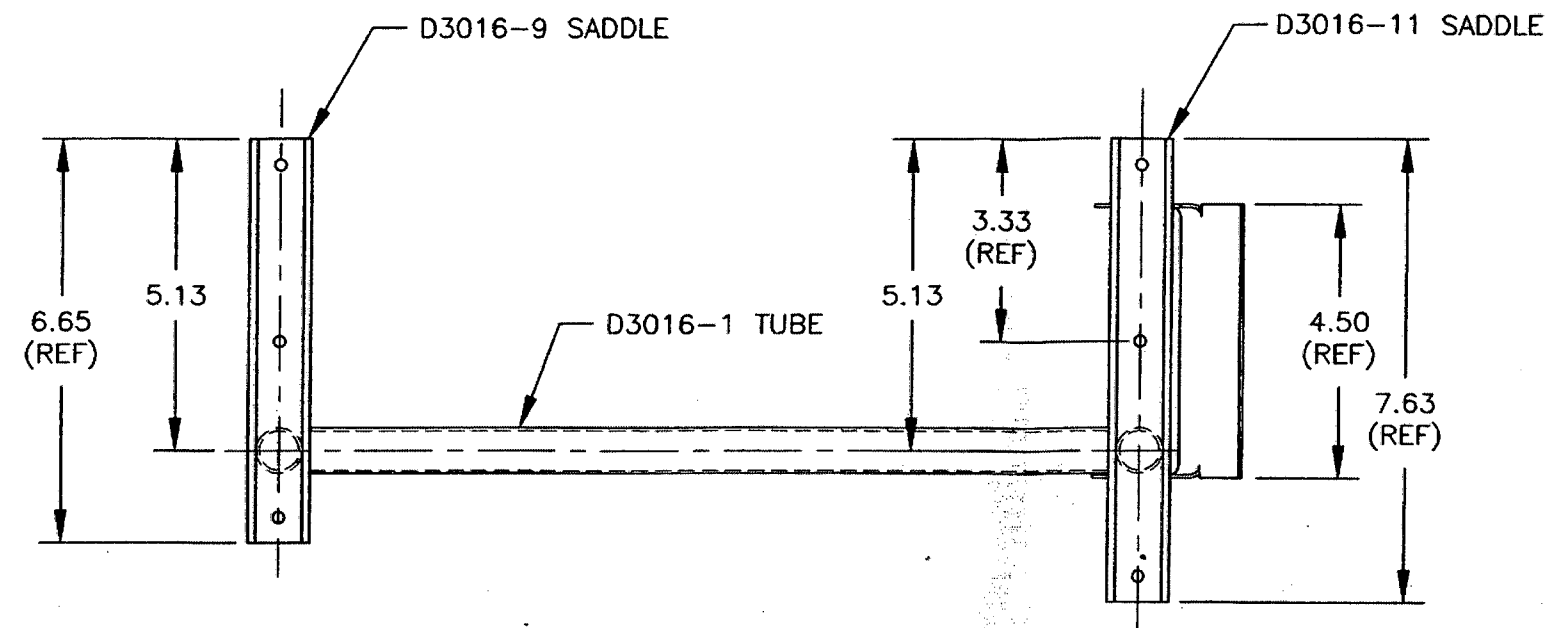 D3016-9 SADDLE
D3016-11 SADDLE
3.33
(REF)
5.13
5.13
6.65
(REF)
D3016-1 TUBE
4.50
(REF)
7.63
(REF)